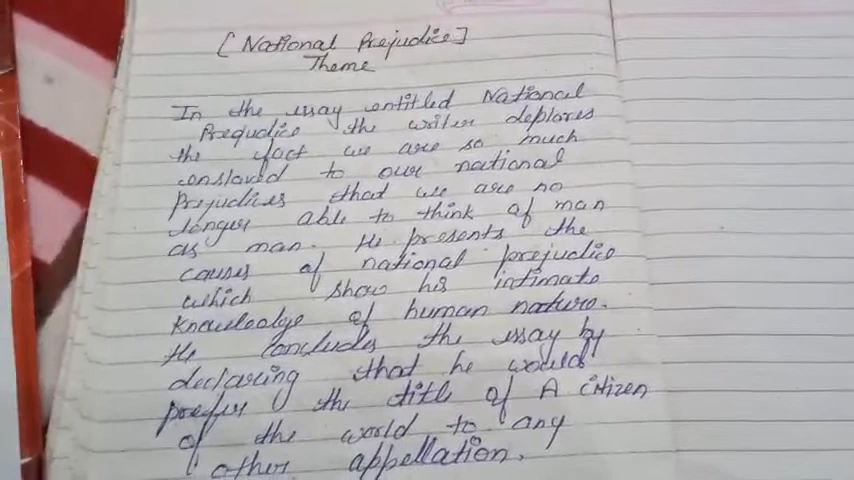 [National Prejudice]
Theme
In the essay entitled National
Prequdice the writer deplores
the fact we are so much
enslaved to our national
prejudices that we are no
longer able to think of man
as man. He presents the
causes of national prejudice
which show his intimate
knowledge of human nature.
He concludes the essay by
declaring that he would
prefer the title of A citizen
of the world to any
other appellation.